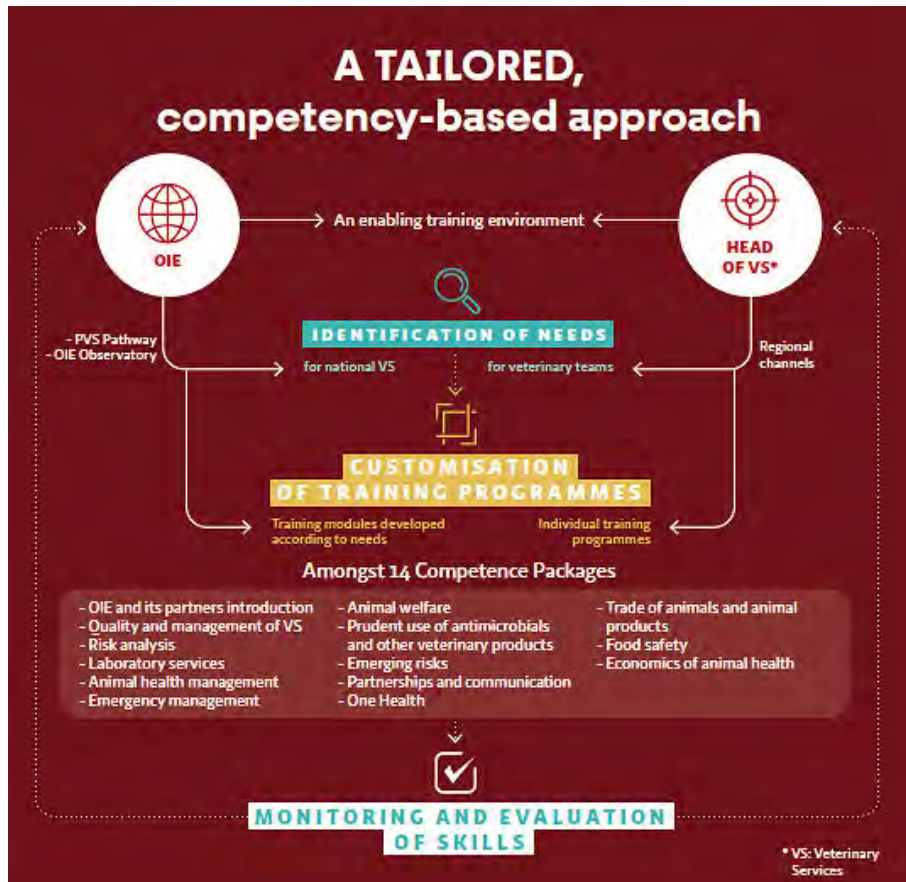 A TAILORED,
competency-based approach
OIE
An enabling training environment
HEAD
OF VS*
- PVS Pathway
- OIE Observatory
IDENTIFICATION OF NEEDS
for national VS
for veterinary teams
Regional
channels
CUSTOMISATION
OF TRAINING PROGRAMMES
Training modules developed
according to needs
Individual training
programmes
Amongst 14 Competence Packages
- OIE and its partners introduction
- Quality and management of VS
- Risk analysis
- Laboratory services
- Animal health management
- Emergency management
- Animal welfare
- Prudent use of antimicrobials
and other veterinary products
- Emerging risks
- Partnerships and communication
- One Health
- Trade of animals and animal
products
- Food safety
- Economics of animal health
MONITORING AND EVALUATION
OF SKILLS
* VS: Veterinary
Services